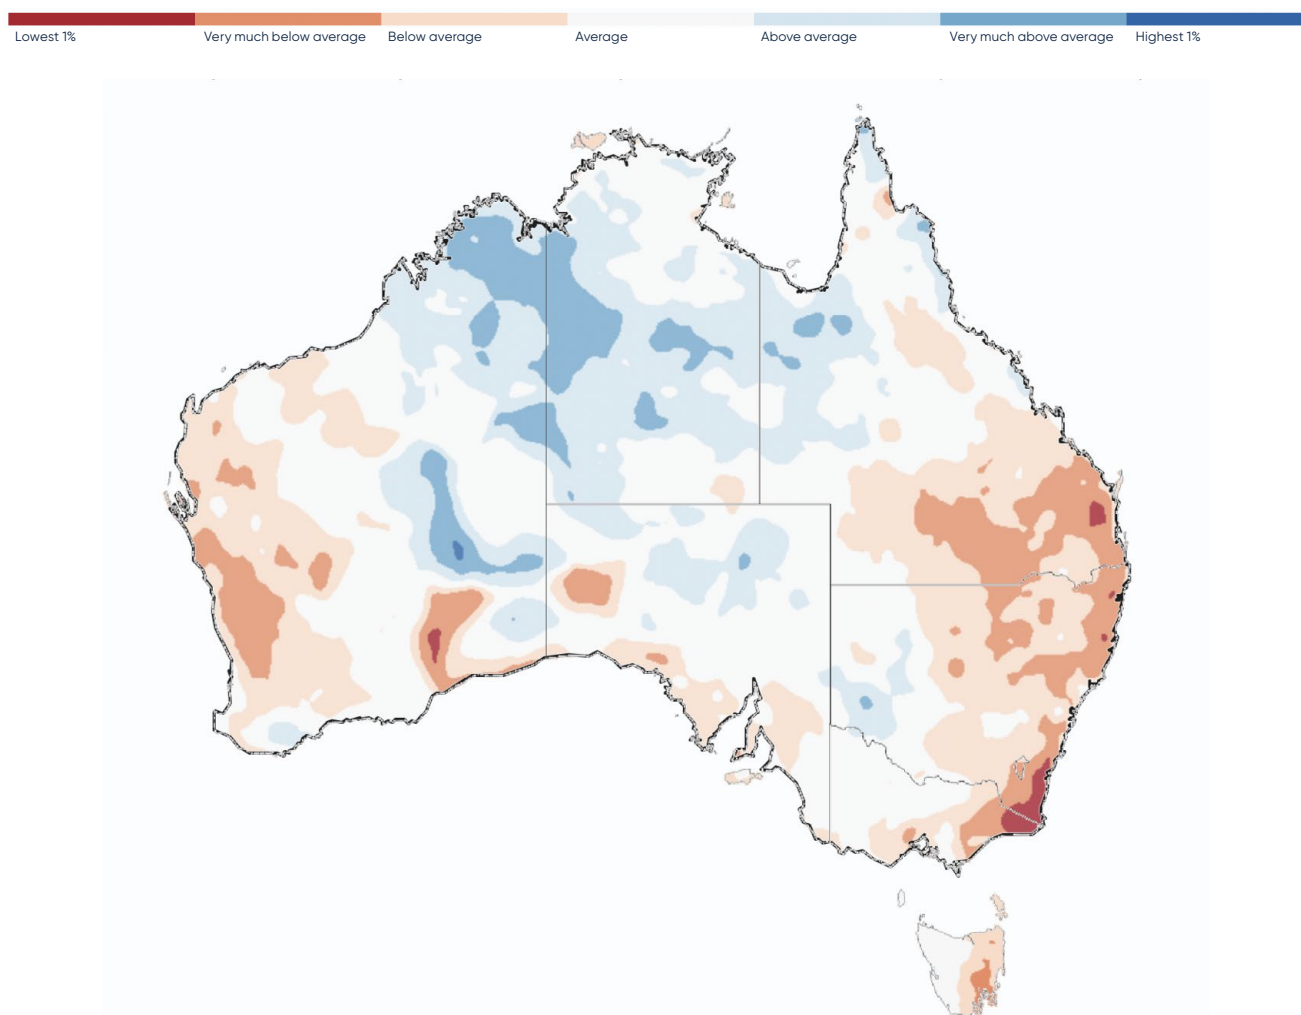 Lowest 1%
Very much below average
Below average
Average
Above average
Very much above average
Highest 1%